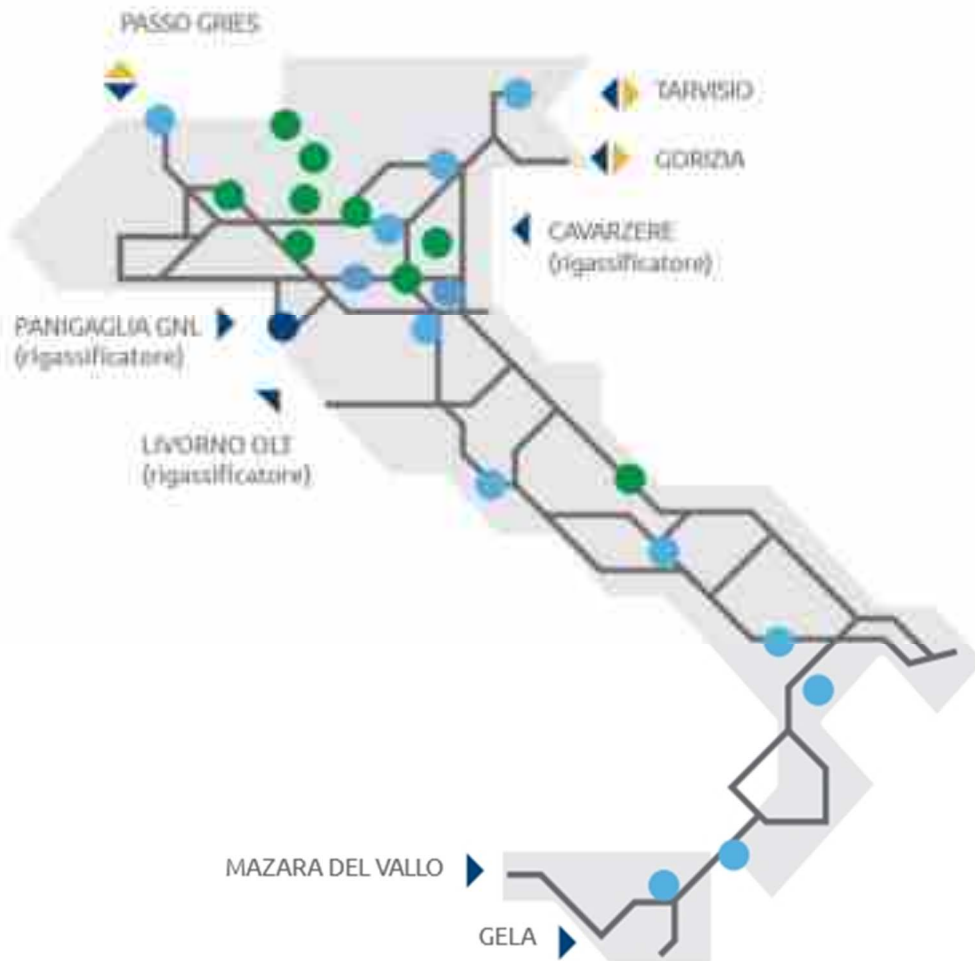 PASSO GRIES
TARVISIO
GORIZIA
CAVARZERE
(rigassificatore)
PANIGAGLIA GNL
(rigassificatore)
LIVORNO OLT
(rigassificatore)
MAZARA DEL VALLO
GELA